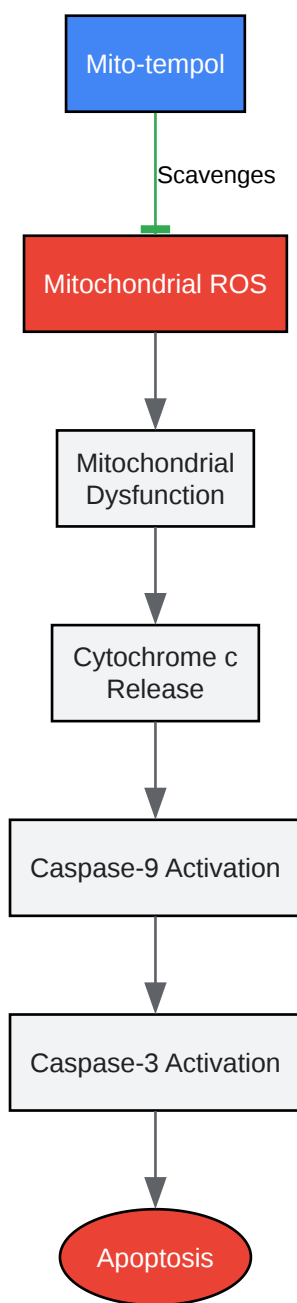 Mito-tempol
Scavenges
Mitochondrial ROS
Mitochondrial
Dysfunction
Cytochrome c
Release
Caspase-9 Activation
Caspase-3 Activation
Apoptosis